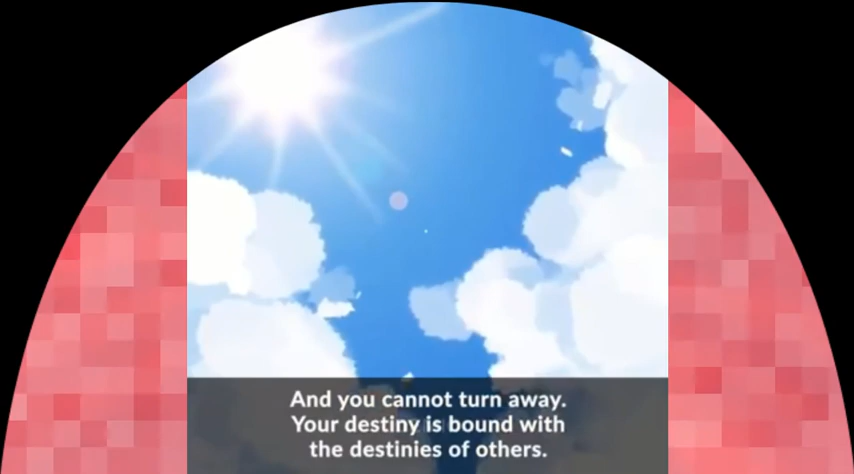 And you cannot turn away.
Your destiny is bound with
the destinies of others.